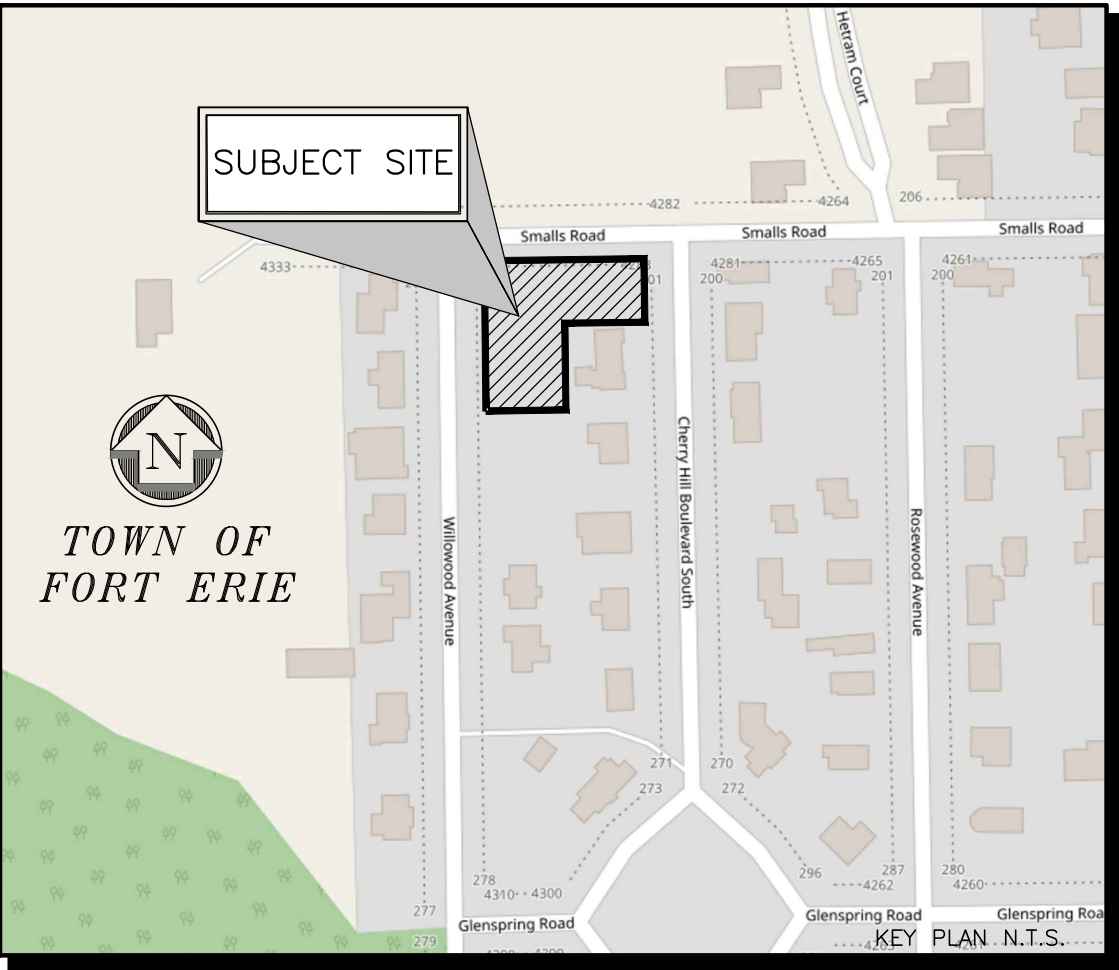 Hetram Court
SUBJECT SITE
4282
4264
206
Smalls Road
Smalls Road
Smalls Road
4333
4281
4265
4261
01
200
201
200
N
TOWN OF
FORT ERIE
Willowood Avenue
Cherry Hill Boulevard South
Rosewood Avenue
271
270
273
272
278
296
287
280
4310
4300
4262
4260
277
Glenspring Road
Glenspring Road
Glenspring Roa
279
KEY PLAN N.T.S.